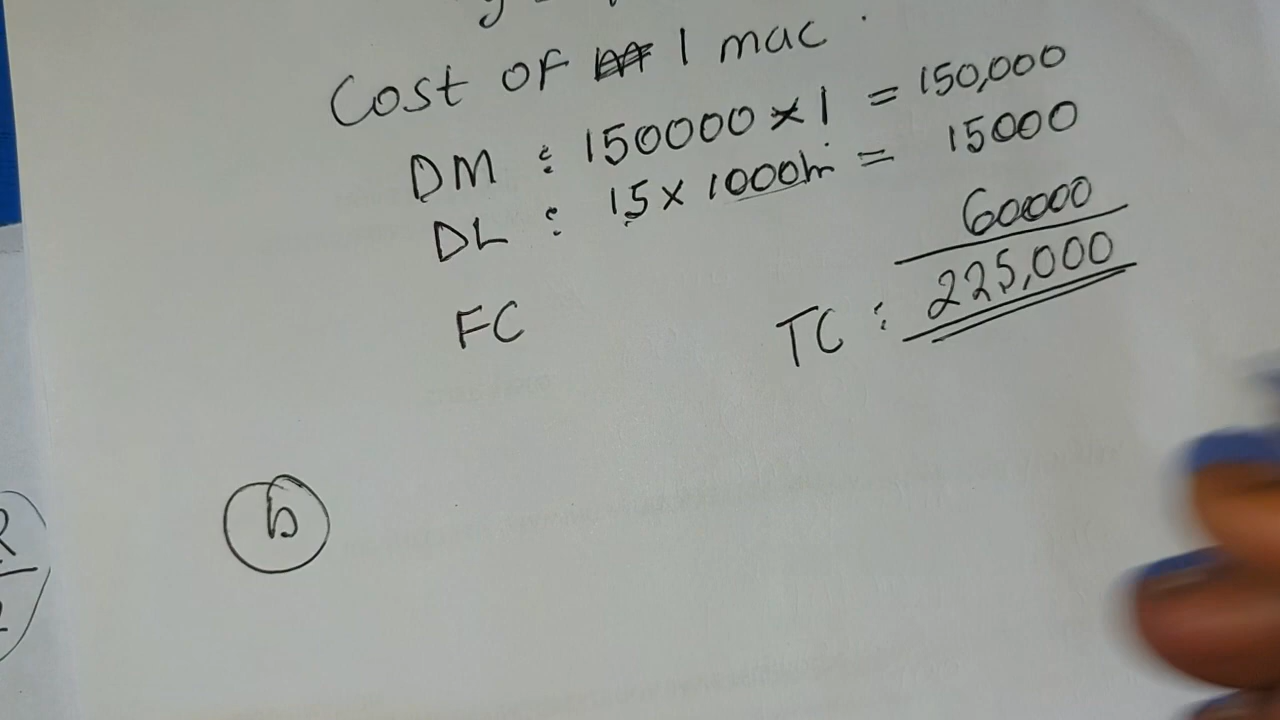 Cost of 1 mac
DM : 150000 x 1 = 150,000
DL : 15 x 1000hr = 15000
FC 60000
TC : 225,000
b